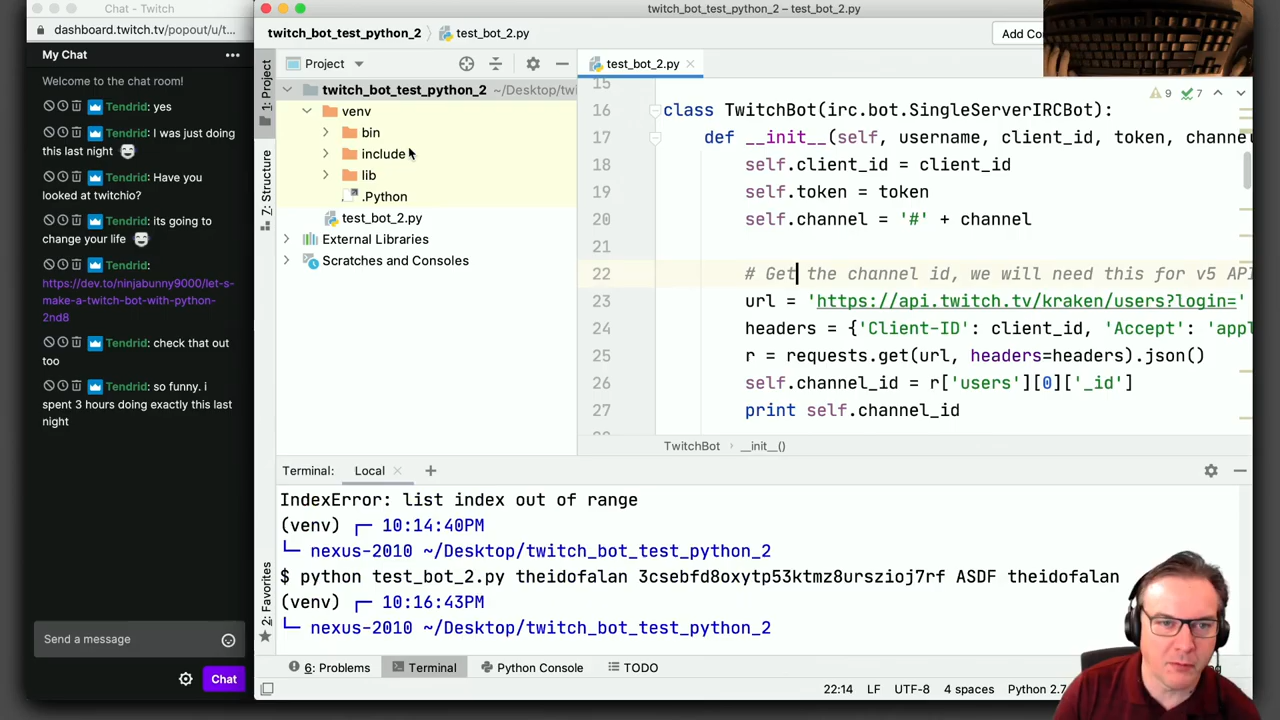 Chat - Twitch
dashboard.twitch.tv/popout/u/t...
My Chat
Welcome to the chat room!
Tendrid: yes
Tendrid: I was just doing
this last night
Tendrid: Have you
looked at twitchio?
Tendrid: its going to
change your life
Tendrid:
https://dev.to/ninjabunny9000/let-s-
make-a-twitch-bot-with-python-
2nd8
Tendrid: check that out
too
Tendrid: so funny. i
spent 3 hours doing exactly this last
night
Send a message
Chat
twitch_bot_test_python_2 – test_bot_2.py
twitch_bot_test_python_2
test_bot_2.py
Add Co
1: Project
7: Structure
2: Favorites
Project
twitch_bot_test_python_2 ~/Desktop/twi
venv
bin
include
lib
.Python
test_bot_2.py
External Libraries
Scratches and Consoles
test_bot_2.py
9 7
15
16 class TwitchBot(irc.bot.SingleServerIRCBot):
17 def __init__(self, username, client_id, token, channe
18 self.client_id = client_id
19 self.token = token
20 self.channel = '#' + channel
21
22 # Get the channel id, we will need this for v5 API
23 url = 'https://api.twitch.tv/kraken/users?login='
24 headers = {'Client-ID': client_id, 'Accept': 'appl
25 r = requests.get(url, headers=headers).json()
26 self.channel_id = r['users'][0]['_id']
27 print self.channel_id
TwitchBot
__init__()
Terminal: Local
IndexError: list index out of range
(venv) ┌─ 10:14:40PM
└─ nexus-2010 ~/Desktop/twitch_bot_test_python_2
$ python test_bot_2.py theidofalan 3csebfd8oxytp53ktmz8urszioj7rf ASDF theidofalan
(venv) ┌─ 10:16:43PM
└─ nexus-2010 ~/Desktop/twitch_bot_test_python_2
6: Problems
Terminal
Python Console
TODO
22:14 LF UTF-8 4 spaces Python 2.7